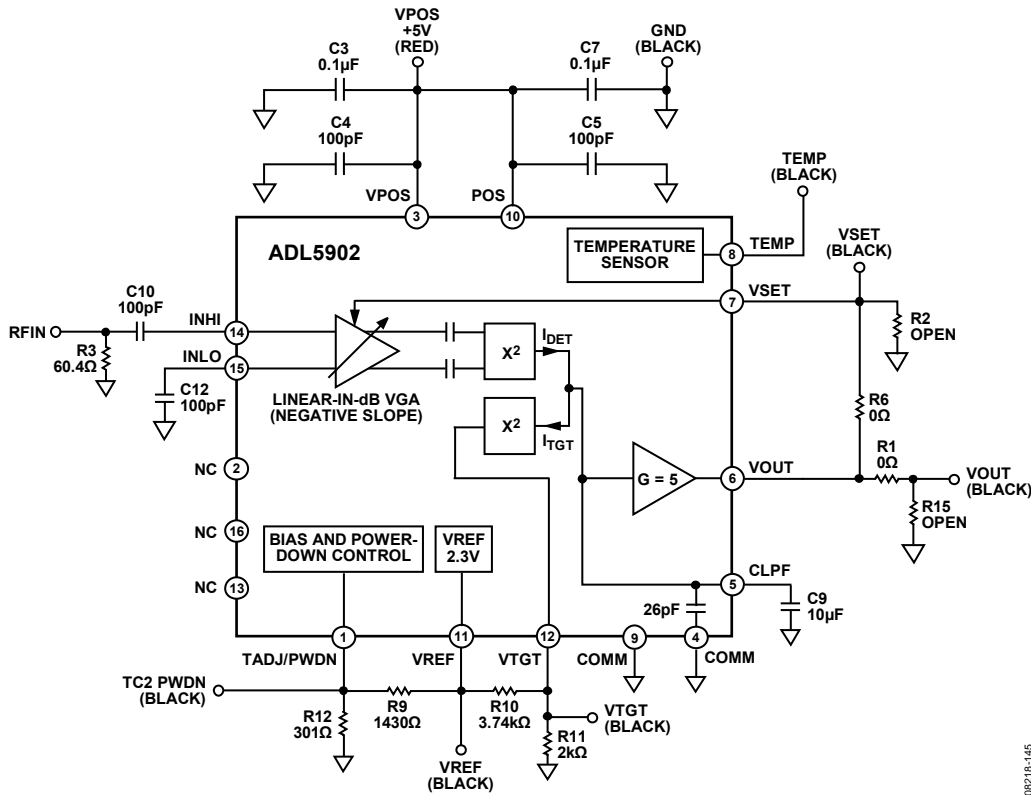 VPOS
+5V
(RED)
GND
(BLACK)
C3
0.1µF
C7
0.1µF
C4
100pF
C5
100pF
TEMP
(BLACK)
VPOS
POS
3
10
ADL5902
TEMPERATURE
SENSOR
8
TEMP
VSET
(BLACK)
VSET
7
C10
100pF
INHI
RFIN
14
R3
60.4Ω
INLO
15
C12
100pF
LINEAR-IN-dB VGA
(NEGATIVE SLOPE)
X2
IDET
X2
ITGT
R2
OPEN
R6
0Ω
R1
0Ω
NC
2
G = 5
6
VOUT
VOUT
(BLACK)
R15
OPEN
NC
16
BIAS AND POWER-
DOWN CONTROL
VREF
2.3V
NC
13
CLPF
5
26pF
C9
10µF
1
11
12
9
4
TADJ/PWDN
VREF
VTGT
COMM
COMM
TC2 PWDN
(BLACK)
R9
1430Ω
R10
3.74kΩ
R12
301Ω
VTGT
(BLACK)
R11
2kΩ
VREF
(BLACK)
08218-145